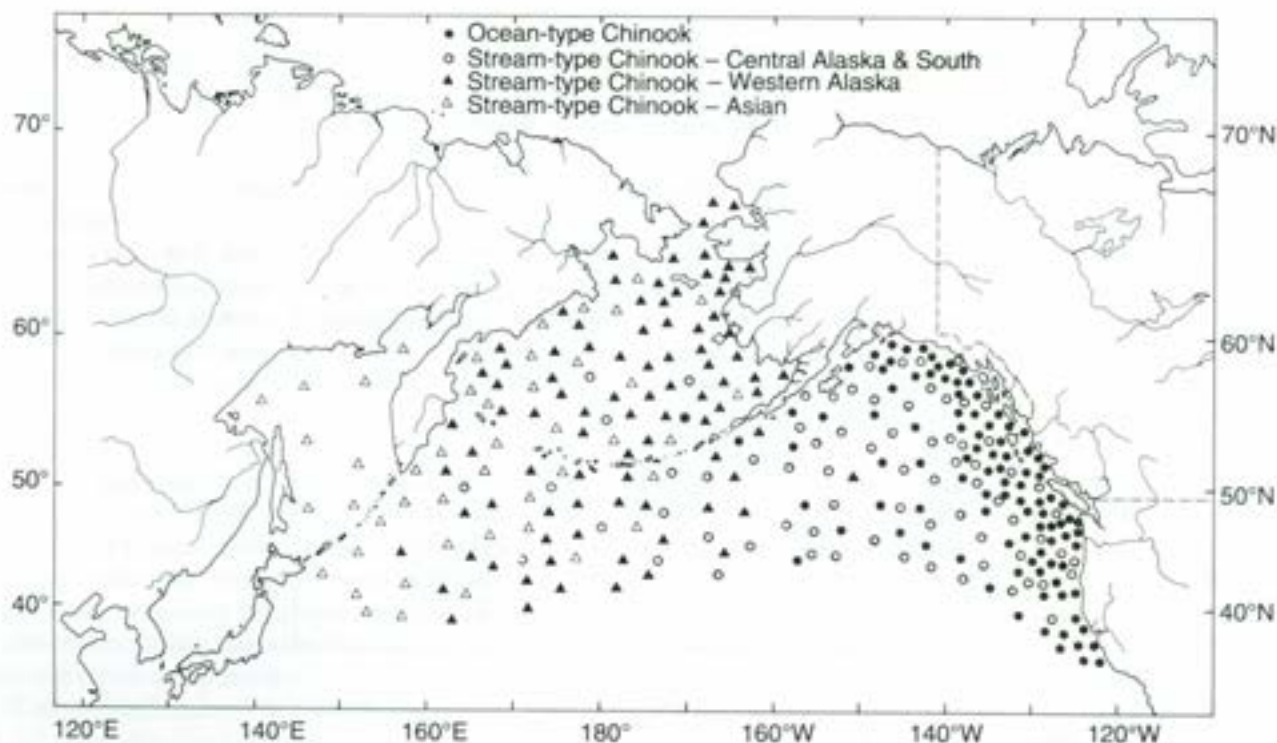 Ocean-type Chinook
Stream-type Chinook – Central Alaska & South
Stream-type Chinook – Western Alaska
Stream-type Chinook – Asian
70°
70°N
60°
60°N
50°
50°N
40°
40°N
120°E
140°E
160°E
180°
160°W
140°W
120°W